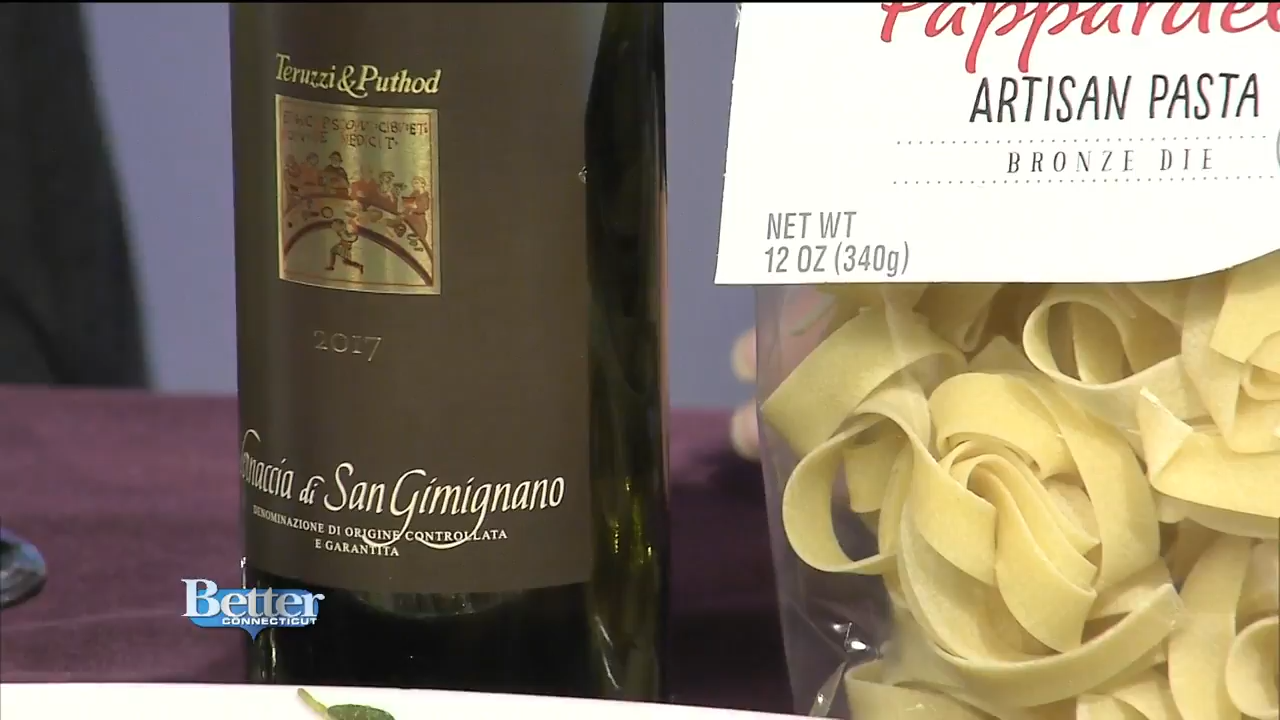 Teruzzi & Puthod
2017
San Gimignano
di
DENOMINAZIONE DI ORIGINE CONTROLLATA
E GARANTITA
ARTISAN PASTA
BRONZE DIE
NET WT
12 OZ (340g)
Better
CONNECTICUT